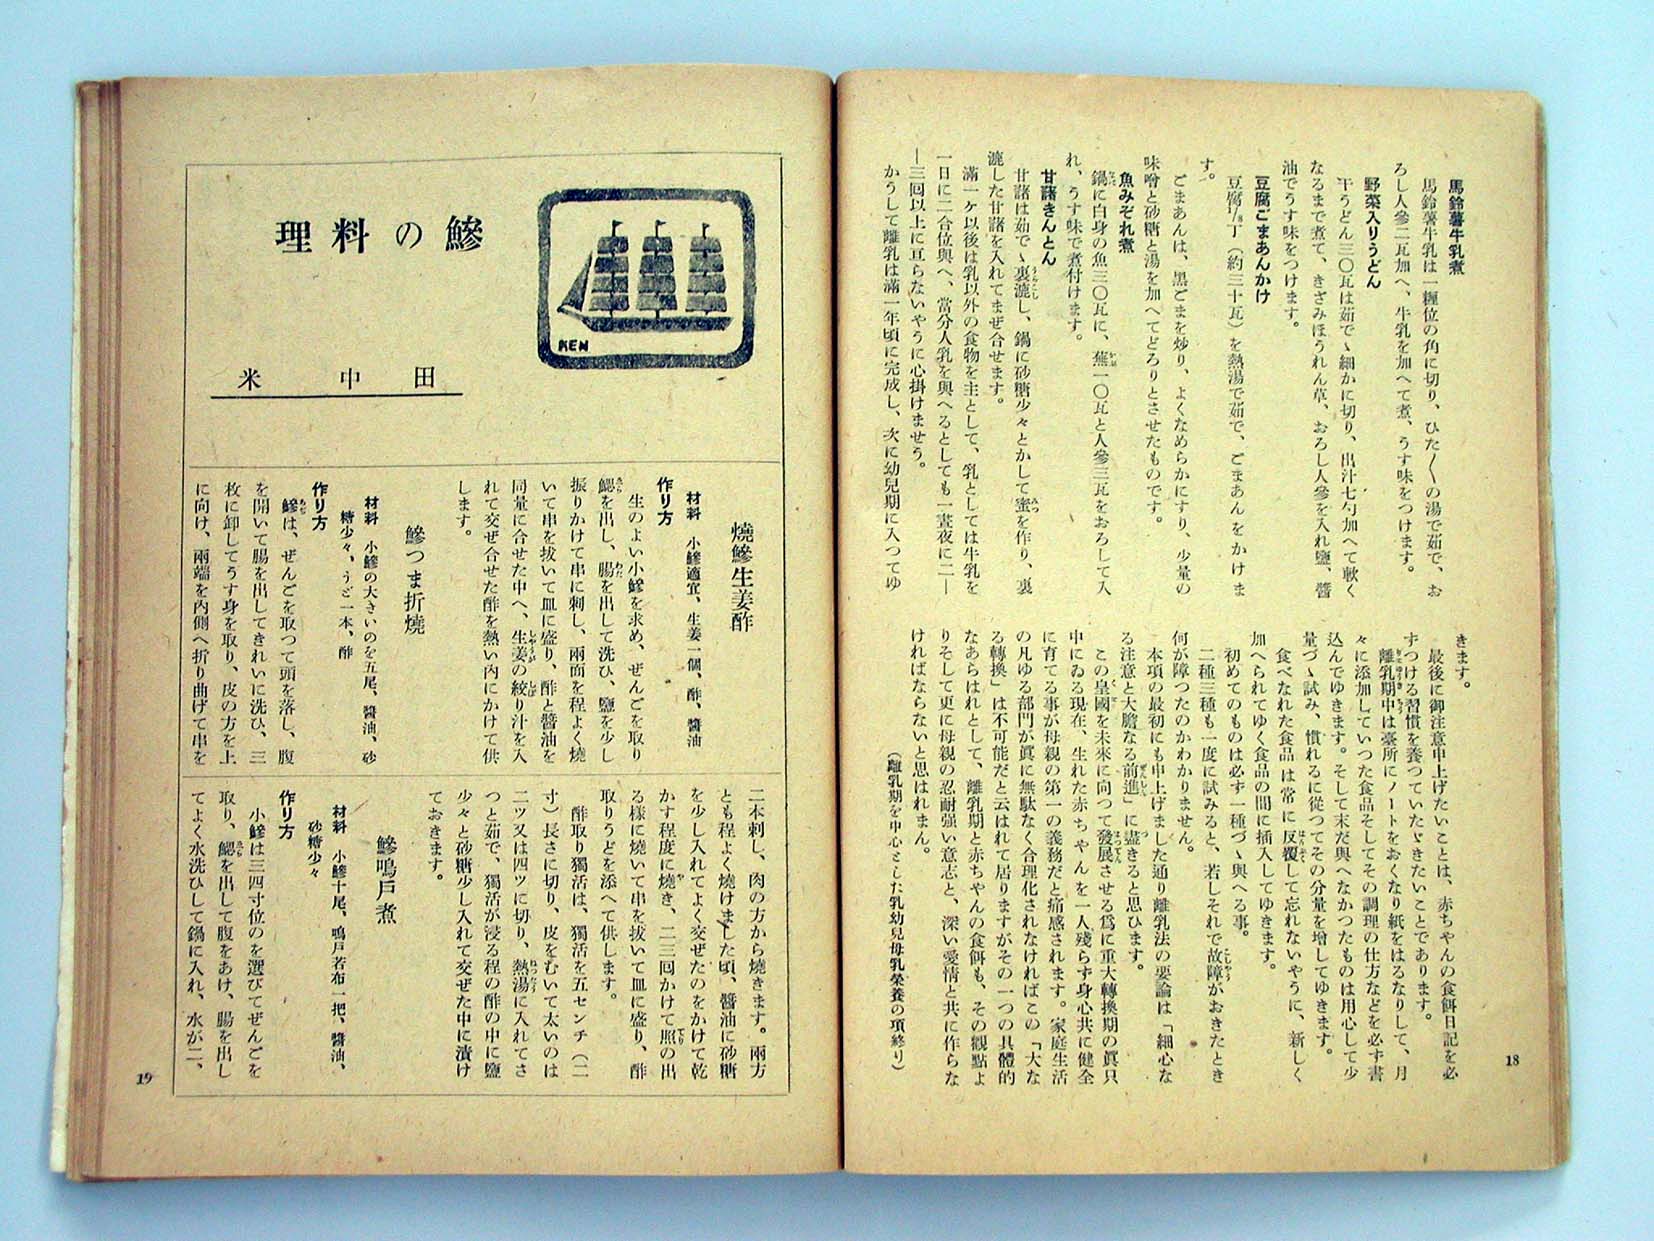 馬鈴薯牛乳煮
馬鈴薯牛乳は一糎位の角に切り、ひた〳〵の湯で茹で、お
ろし人參二瓦加へ、牛乳を加へて煮、うす味をつけます。
野菜入りうどん
干うどん三〇瓦は茹でゝ細かに切り、出汁七勺加へて軟く
なるまで煮て、きざみほうれん草、おろし人參を入れ鹽、醬
油でうす味をつけます。
豆腐ごまあんかけ
豆腐1/8丁(約三十瓦)を熱湯で茹で、ごまあんをかけま
す。
ごまあんは、黒ごまを炒り、よくなめらかにすり、少量の
味噌と砂糖と湯を加へてどろりとさせたものです。
魚みぞれ煮
鍋に白身の魚三〇瓦に、蕪一〇瓦と人參三瓦をおろして入
れ、うす味で煮付けます。
甘藷きんとん
甘藷は茹でゝ裏漉し、鍋に砂糖少々とかして蜜を作り、裏
漉した甘藷を入れてまぜ合せます。
滿一ケ以後は乳以外の食物を主として、乳としては牛乳を
一日に二合位與へ、當分人乳を與へるとしても一晝夜に二―
―三回以上に亙らないやうに心掛けませう。
かうして離乳は滿一年頃に完成し、次に幼兒期に入つてゆ
きます。
最後に御注意申上げたいことは、赤ちやんの食餌日記を必
ずつける習慣を養つていたゞきたいことであります。
離乳期中は臺所にノートをおくなり紙をはるなりして、月
々に添加していつた食品そしてその調理の仕方などを必ず書
込んでゆきます。そして末だ與へなかつたものは用心して少
量づゝ試み、慣れるに從つてその分量を增してゆきます。
食べなれた食品は常に反覆して忘れないやうに、新しく
加へられてゆく食品の間に插入してゆきます。
初めてのものは必ず一種づゝ與へる事。
二種三種も一度に試みると、若しそれで故障がおきたとき
何が障つたのかわかりません。
本項の最初にも申上げました通り離乳法の要論は「細心な
る注意と大膽なる前進」に盡きると思ひます。
この皇國を未來に向つて發展させる爲に重大轉換期の眞只
中にゐる現在、生れた赤ちやんを一人殘らず身心共に健全
に育てる事が母親の第一の義務だと痛感されます。家庭生活
の凡ゆる部門が眞に無駄なく合理化されなければこの「大な
る轉換」は不可能だと云はれて居りますがその一つの具體的
なあらはれとして、離乳期と赤ちやんの食餌も、その觀點よ
りそして更に母親の忍耐强い意志と、深い愛情と共に作らな
ければならないと思はれまん。
(離乳期を中心とした乳幼兒母乳榮養の項終り)
18
鰺の料理
KEN
田中米
燒鰺生姜酢
材料 小鰺適宜、生姜一個、酢、醬油
作り方
生のよい小鰺を求め、ぜんごを取り
鰓を出し、腸を出して洗ひ、鹽を少し
振りかけて串に刺し、兩面を程よく燒
いて串を拔いて皿に盛り、酢と醬油を
同量に合せた中へ、生姜の絞り汁を入
れて交ぜ合せた酢を熱い內にかけて供
します。
鰺つま折燒
材料 小鰺の大きいのを五尾、醬油、砂
糖少々、うど一本、酢
作り方
鰺は、ぜんごを取つて頭を落し、腹
を開いて腸を出してきれいに洗ひ、三
枚に卸してうす身を取り、皮の方を上
に向け、兩端を內側へ折り曲げて串を
二本刺し、肉の方から燒きます。兩方
とも程よく燒けました頃、醬油に砂糖
を少し入れてよく交ぜたのをかけて乾
かす程度に燒き、二三回かけて照の出
る樣に燒いて串を拔いて皿に盛り、酢
取りうどを添へて供します。
酢取り獨活は、獨活を五センチ(二
寸)長さに切り、皮をむいて太いのは
二ツ又は四ツに切り、熱湯に入れてさ
つと茹で、獨活が浸る程の酢の中に鹽
少々と砂糖少し入れて交ぜた中に漬け
ておきます。
鰺鳴戶煮
材料 小鰺十尾、鳴戶若布一把、醬油、
砂糖少々
作り方
小鰺は三四寸位のを選びてぜんごを
取り、鰓を出して腹をあけ、腸を出し
てよく水洗ひして鍋に入れ、水が二、
19